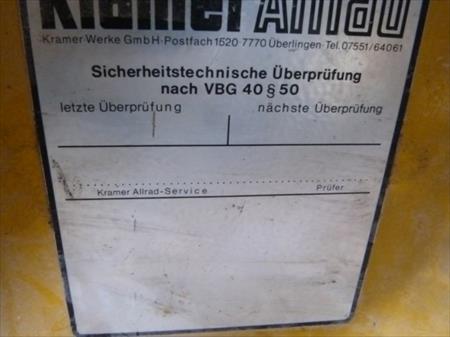 Kramer Allrad
Kramer-Werke GmbH·Postfach 1520·7770 Überlingen·Tel. 07551/64061
Sicherheitstechnische Überprüfung
nach VBG 40 § 50
letzte Überprüfung nächste Überprüfung
Kramer Allrad-Service Prüfer